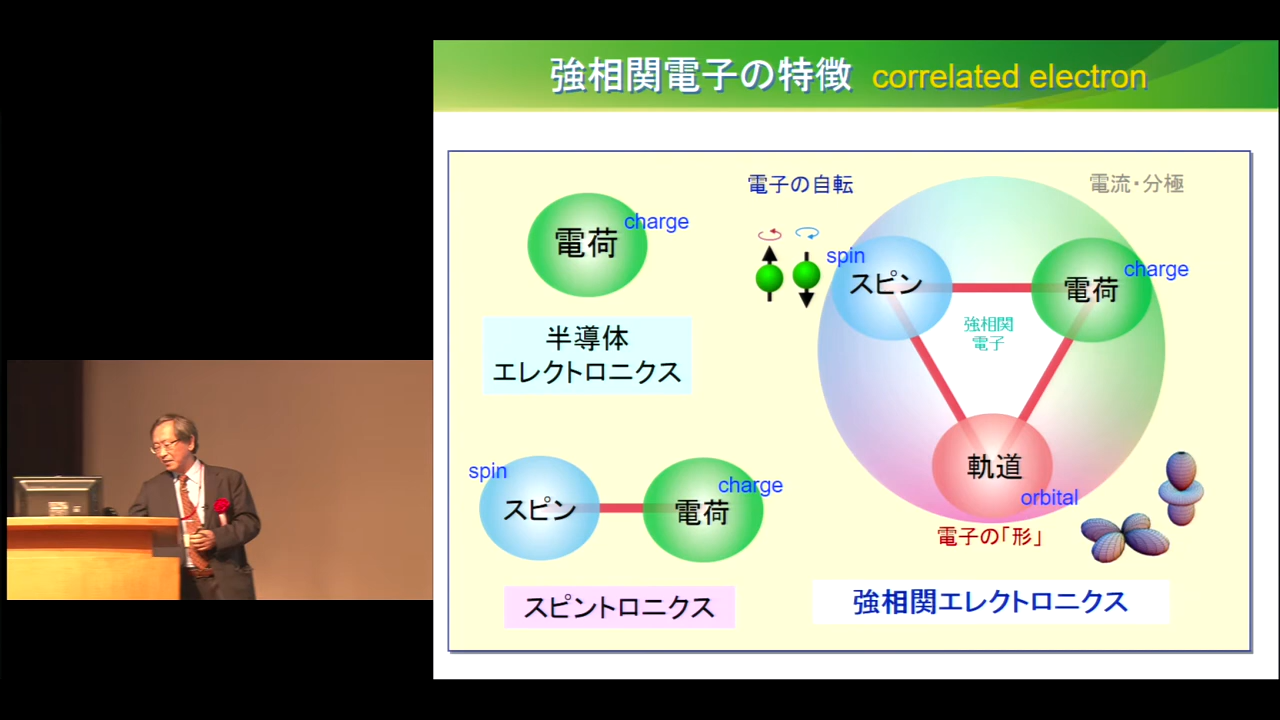 強相関電子の特徴 correlated electron
電荷 charge
半導体
エレクトロニクス
spin
スピン
charge
電荷
スピントロニクス
電子の自転
電流・分極
spin
スピン
charge
電荷
強相関
電子
軌道
orbital
電子の「形」
強相関エレクトロニクス